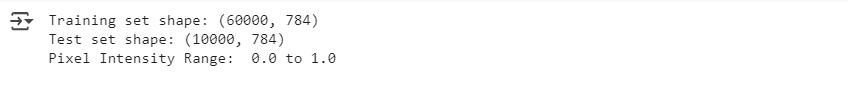 Training set shape: (60000, 784)
Test set shape: (10000, 784)
Pixel Intensity Range:  0.0 to 1.0